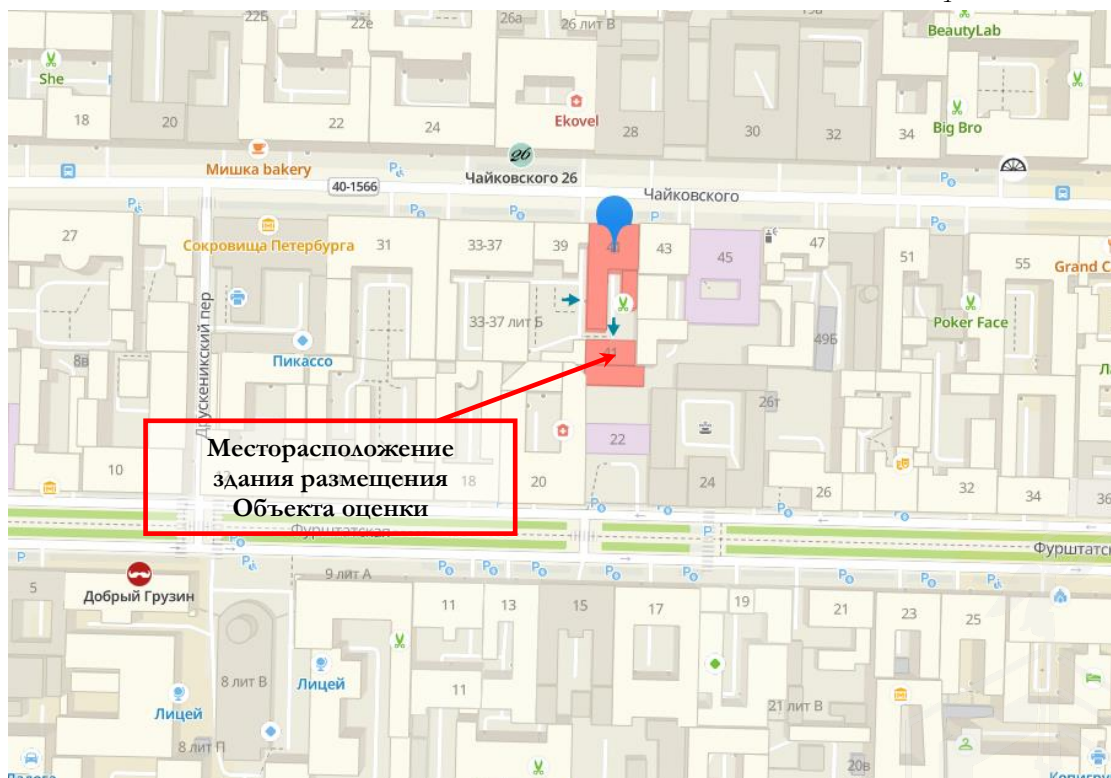 22Б
22е
26а
26 лит В
19а
BeautyLab
She
Ekovel
Big Bro
18
20
22
24
28
30
32
34
Мишка bakery
26
Чайковского 26
40-1566
Чайковского
27
Сокровища Петербурга
31
33-37
39
41
43
45
47
51
55
Grand C
33-37 лит Б
Poker Face
Друскеникский пер
Пикассо
49Б
8в
41
26т
Месторасположение
здания размещения
Объекта оценки
10
18
20
22
24
26
32
34
36
Фурштатская
Фурштатс
5
Добрый Грузин
9 лит А
11
13
15
17
19
21
23
25
8 лит В
Лицей
11
Лицей
21 лит В
8 лит П
20в